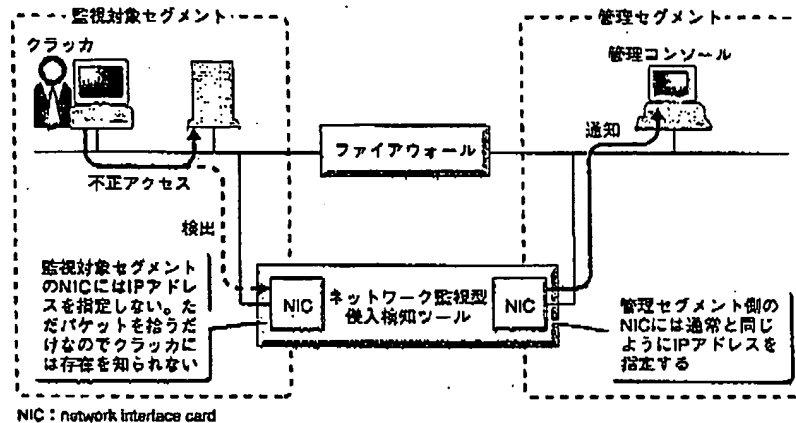 監視対象セグメント
管理セグメント
クラッカ
管理コンソール
通知
ファイアウォール
不正アクセス
検出
監視対象セグメント
のNICにはIPアドレ
スを指定しない。た
だパケットを拾うだ
けなのでクラッカに
は存在を知られない
NIC
ネットワーク監視型
侵入検知ツール
NIC
管理セグメント側の
NICには通常と同じ
ようにIPアドレスを
指定する
NIC：network interface card